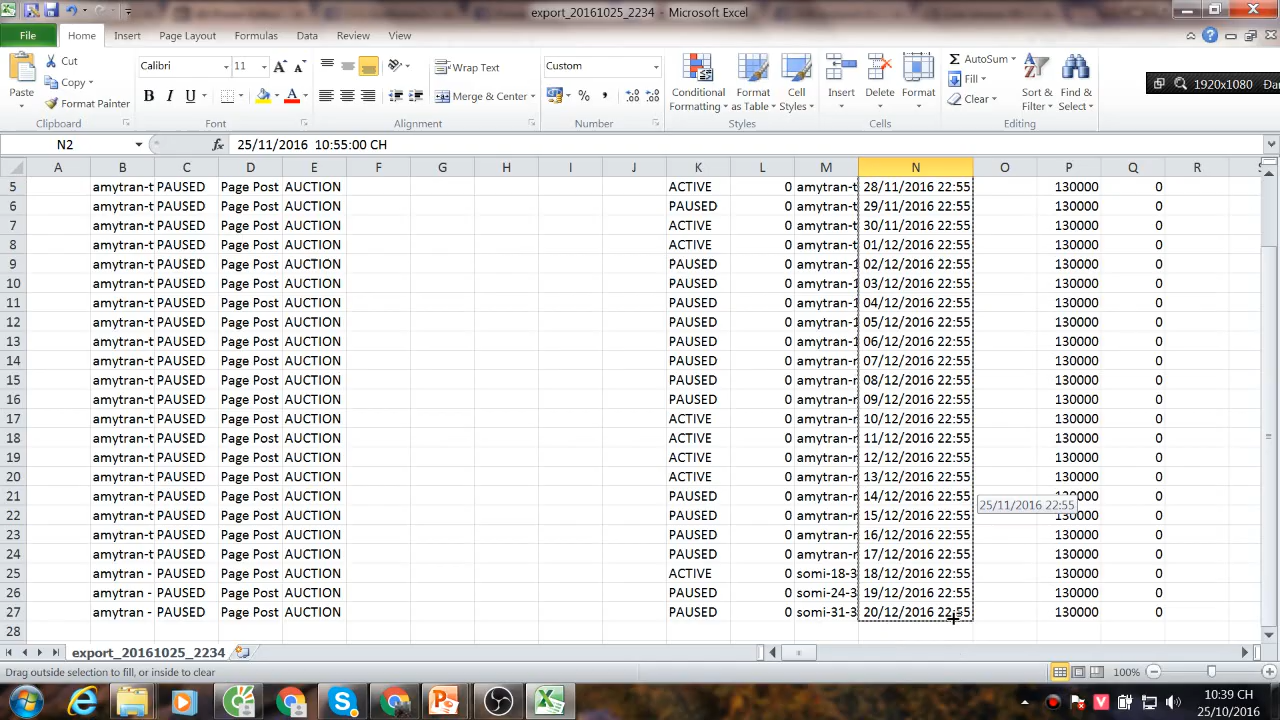 export_20161025_2234 - Microsoft Excel
File Home Insert Page Layout Formulas Data Review View
Cut
Copy
Format Painter
Paste
Clipboard
Calibri 11
B I U
Font
Wrap Text
Merge & Center
Alignment
Custom
Number
Conditional Formatting
Format as Table
Cell Styles
Styles
Insert Delete Format
Cells
AutoSum
Fill
Clear
Sort & Filter
Find & Select
Editing
1920x1080
N2 fx 25/11/2016 10:55:00 CH
A B C D E F G H I J K L M N O P Q R
5 amytran-t PAUSED Page Post AUCTION ACTIVE 0 amytran-t 28/11/2016 22:55 130000 0
6 amytran-t PAUSED Page Post AUCTION PAUSED 0 amytran-t 29/11/2016 22:55 130000 0
7 amytran-t PAUSED Page Post AUCTION ACTIVE 0 amytran-t 30/11/2016 22:55 130000 0
8 amytran-t PAUSED Page Post AUCTION ACTIVE 0 amytran-t 01/12/2016 22:55 130000 0
9 amytran-t PAUSED Page Post AUCTION PAUSED 0 amytran-1 02/12/2016 22:55 130000 0
10 amytran-t PAUSED Page Post AUCTION PAUSED 0 amytran-1 03/12/2016 22:55 130000 0
11 amytran-t PAUSED Page Post AUCTION PAUSED 0 amytran-1 04/12/2016 22:55 130000 0
12 amytran-t PAUSED Page Post AUCTION PAUSED 0 amytran-1 05/12/2016 22:55 130000 0
13 amytran-t PAUSED Page Post AUCTION PAUSED 0 amytran-1 06/12/2016 22:55 130000 0
14 amytran-t PAUSED Page Post AUCTION PAUSED 0 amytran-r 07/12/2016 22:55 130000 0
15 amytran-t PAUSED Page Post AUCTION PAUSED 0 amytran-r 08/12/2016 22:55 130000 0
16 amytran-t PAUSED Page Post AUCTION PAUSED 0 amytran-r 09/12/2016 22:55 130000 0
17 amytran-t PAUSED Page Post AUCTION ACTIVE 0 amytran-r 10/12/2016 22:55 130000 0
18 amytran-t PAUSED Page Post AUCTION ACTIVE 0 amytran-r 11/12/2016 22:55 130000 0
19 amytran-t PAUSED Page Post AUCTION ACTIVE 0 amytran-r 12/12/2016 22:55 130000 0
20 amytran-t PAUSED Page Post AUCTION ACTIVE 0 amytran-r 13/12/2016 22:55 130000 0
21 amytran-t PAUSED Page Post AUCTION PAUSED 0 amytran-r 14/12/2016 22:55 130000 0
25/11/2016 22:55
22 amytran-t PAUSED Page Post AUCTION PAUSED 0 amytran-r 15/12/2016 22:55 130000 0
23 amytran-t PAUSED Page Post AUCTION PAUSED 0 amytran-r 16/12/2016 22:55 130000 0
24 amytran-t PAUSED Page Post AUCTION PAUSED 0 amytran-r 17/12/2016 22:55 130000 0
25 amytran - PAUSED Page Post AUCTION ACTIVE 0 somi-18-3 18/12/2016 22:55 130000 0
26 amytran - PAUSED Page Post AUCTION PAUSED 0 somi-24-3 19/12/2016 22:55 130000 0
27 amytran - PAUSED Page Post AUCTION PAUSED 0 somi-31-3 20/12/2016 22:55 130000 0
28
export_20161025_2234
Drag outside selection to fill, or inside to clear 100%
10:39 CH
25/10/2016